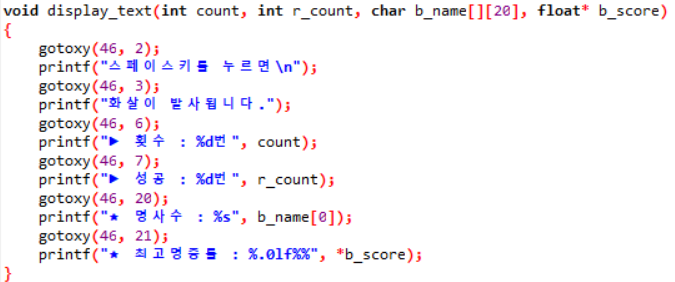 void display_text(int count, int r_count, char b_name[][20], float* b_score)
{
    gotoxy(46, 2);
    printf("스페이스키를 누르면\n");
    gotoxy(46, 3);
    printf("화살이 발사됩니다.");
    gotoxy(46, 6);
    printf("▶ 횟수 : %d번", count);
    gotoxy(46, 7);
    printf("▶ 성공 : %d번", r_count);
    gotoxy(46, 20);
    printf("★ 명사수 : %s", b_name[0]);
    gotoxy(46, 21);
    printf("★ 최고명중률 : %.0lf%%", *b_score);
}